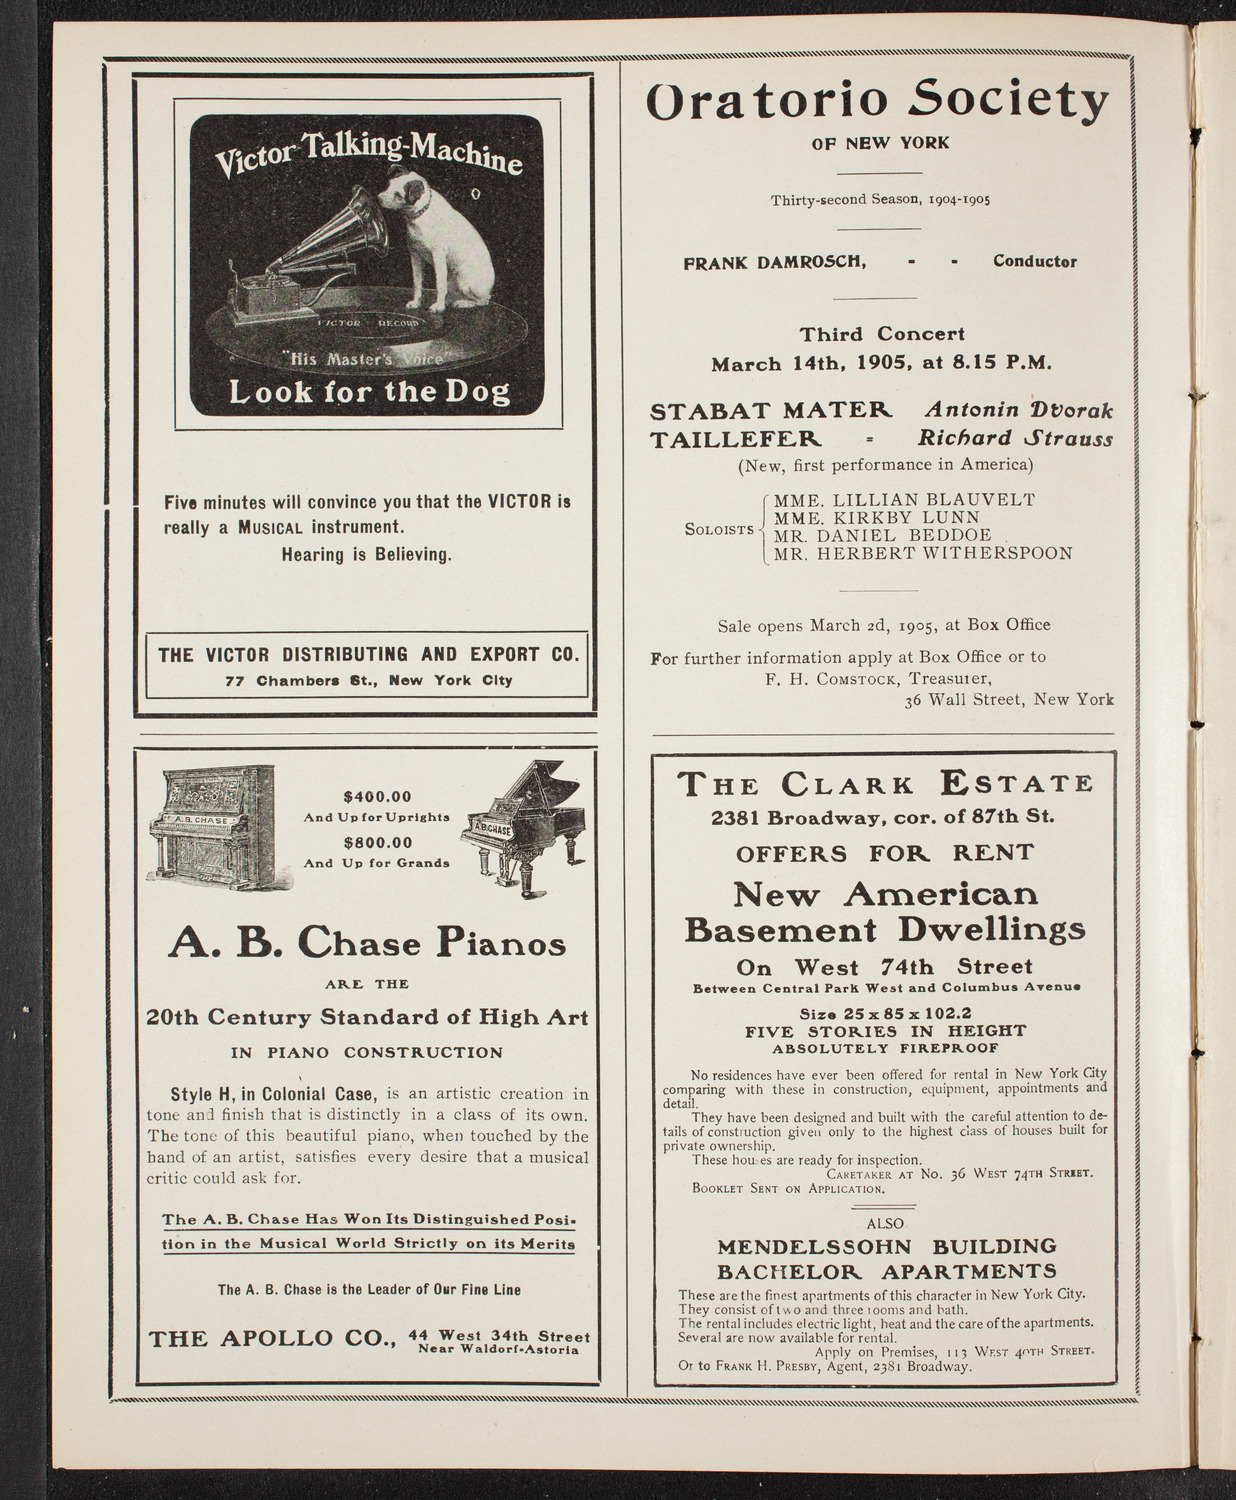 Victor Talking-Machine
VICTOR RECORD
"His Master's Voice"
Look for the Dog
Five minutes will convince you that the VICTOR is
really a MUSICAL instrument.
Hearing is Believing.
THE VICTOR DISTRIBUTING AND EXPORT CO.
77 Chambers St., New York City
A. B. CHASE
$400.00
And Up for Uprights
$800.00
And Up for Grands
A.B.CHASE
A. B. Chase Pianos
ARE THE
20th Century Standard of High Art
IN PIANO CONSTRUCTION
Style H, in Colonial Case, is an artistic creation in
tone and finish that is distinctly in a class of its own.
The tone of this beautiful piano, when touched by the
hand of an artist, satisfies every desire that a musical
critic could ask for.
The A. B. Chase Has Won Its Distinguished Posi-
tion in the Musical World Strictly on its Merits
The A. B. Chase is the Leader of Our Fine Line
THE APOLLO CO., 44 West 34th Street
Near Waldorf-Astoria
Oratorio Society
OF NEW YORK
Thirty-second Season, 1904-1905
FRANK DAMROSCH, - - Conductor
Third Concert
March 14th, 1905, at 8.15 P.M.
STABAT MATER Antonin Dvorak
TAILLEFER = Richard Strauss
(New, first performance in America)
SOLOISTS
MME. LILLIAN BLAUVELT
MME. KIRKBY LUNN
MR. DANIEL BEDDOE
MR. HERBERT WITHERSPOON
Sale opens March 2d, 1905, at Box Office
For further information apply at Box Office or to
F. H. COMSTOCK, Treasurer,
36 Wall Street, New York
THE CLARK ESTATE
2381 Broadway, cor. of 87th St.
OFFERS FOR RENT
New American
Basement Dwellings
On West 74th Street
Between Central Park West and Columbus Avenue
Size 25 x 85 x 102.2
FIVE STORIES IN HEIGHT
ABSOLUTELY FIREPROOF
No residences have ever been offered for rental in New York City
comparing with these in construction, equipment, appointments and
detail.
They have been designed and built with the careful attention to de-
tails of construction given only to the highest class of houses built for
private ownership.
These houses are ready for inspection.
CARETAKER AT NO. 36 WEST 74TH STREET.
BOOKLET SENT ON APPLICATION.
ALSO
MENDELSSOHN BUILDING
BACHELOR APARTMENTS
These are the finest apartments of this character in New York City.
They consist of two and three rooms and bath.
The rental includes electric light, heat and the care of the apartments.
Several are now available for rental.
Apply on Premises, 113 WEST 40TH STREET.
Or to FRANK H. PRESBY, Agent, 2381 Broadway.